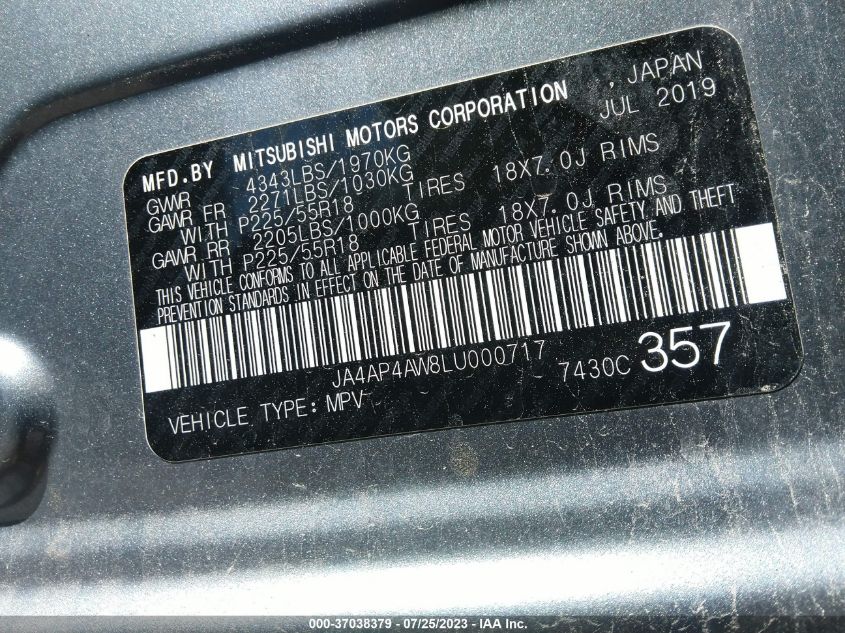 MFD.BY MITSUBISHI MOTORS CORPORATION , JAPAN
JUL 2019
GVWR 4343LBS/1970KG
GAWR FR 2271LBS/1030KG
WITH P225/55R18 TIRES 18X7.0J RIMS
GAWR RR 2205LBS/1000KG
WITH P225/55R18 TIRES 18X7.0J RIMS
THIS VEHICLE CONFORMS TO ALL APPLICABLE FEDERAL MOTOR VEHICLE SAFETY AND THEFT
PREVENTION STANDARDS IN EFFECT ON THE DATE OF MANUFACTURE SHOWN ABOVE.
JA4AP4AW8LU000717
7430C 357
VEHICLE TYPE: MPV
000-37038379 / 07/25/2023 - IAA Inc.